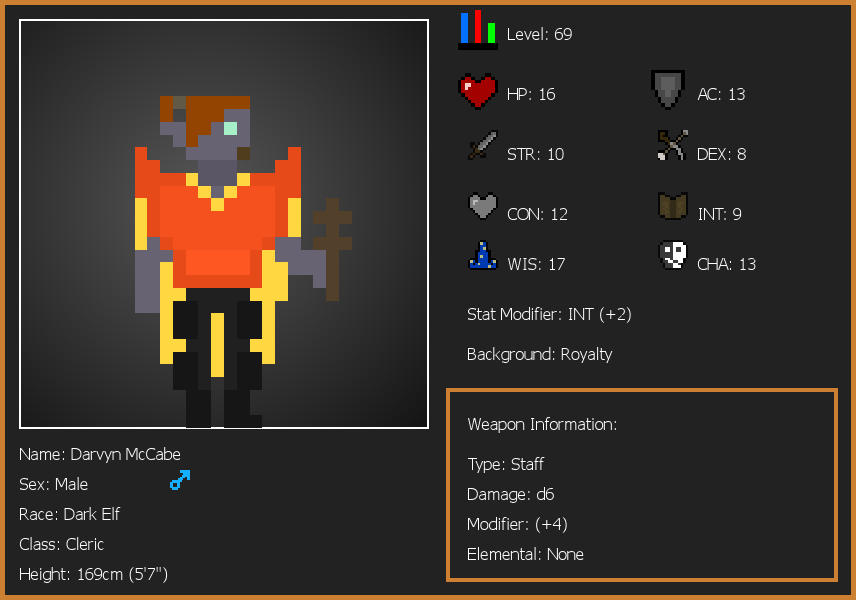 Level: 69
HP: 16
AC: 13
STR: 10
DEX: 8
CON: 12
INT: 9
WIS: 17
CHA: 13
Stat Modifier: INT (+2)
Background: Royalty
Weapon Information:
Type: Staff
Damage: d6
Modifier: (+4)
Elemental: None
Name: Darvyn McCabe
Sex: Male
Race: Dark Elf
Class: Cleric
Height: 169cm (5'7")